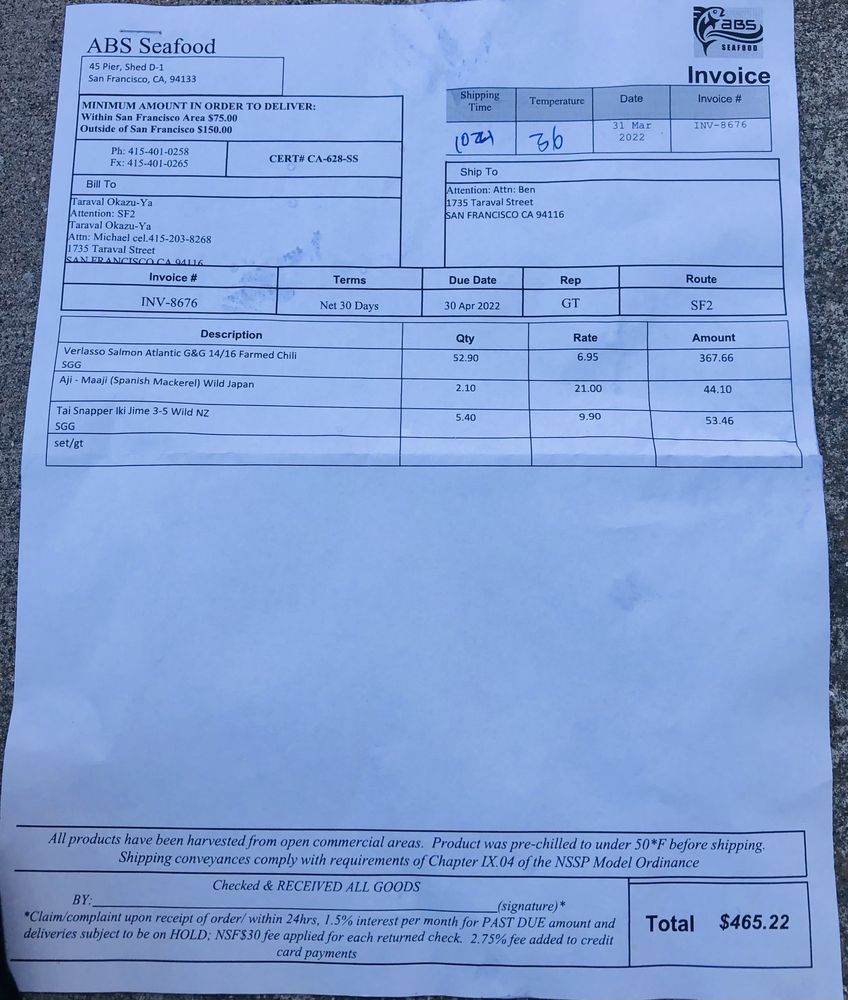 ABS Seafood
45 Pier, Shed D-1
San Francisco, CA, 94133
ABS
SEAFOOD
Invoice
MINIMUM AMOUNT IN ORDER TO DELIVER:
Within San Francisco Area $75.00
Outside of San Francisco $150.00
Ph: 415-401-0258
Fx: 415-401-0265
CERT# CA-628-SS
Shipping Time Temperature Date Invoice #
36 31 Mar 2022 INV-8676
Bill To
Taraval Okazu-Ya
Attention: SF2
Taraval Okazu-Ya
Attn: Michael cel.415-203-8268
1735 Taraval Street
SAN FRANCISCO CA 94116
Ship To
Attention: Attn: Ben
1735 Taraval Street
SAN FRANCISCO CA 94116
Invoice # Terms Due Date Rep Route
INV-8676 Net 30 Days 30 Apr 2022 GT SF2
Description Qty Rate Amount
Verlasso Salmon Atlantic G&G 14/16 Farmed Chili 52.90 6.95 367.66
SGG
Aji - Maaji (Spanish Mackerel) Wild Japan 2.10 21.00 44.10
Tai Snapper Iki Jime 3-5 Wild NZ 5.40 9.90 53.46
SGG
set/gt
All products have been harvested from open commercial areas. Product was pre-chilled to under 50*F before shipping.
Shipping conveyances comply with requirements of Chapter IX.04 of the NSSP Model Ordinance
Checked & RECEIVED ALL GOODS
BY:(signature)*
*Claim/complaint upon receipt of order/ within 24hrs, 1.5% interest per month for PAST DUE amount and
deliveries subject to be on HOLD; NSF$30 fee applied for each returned check. 2.75% fee added to credit
card payments
Total $465.22